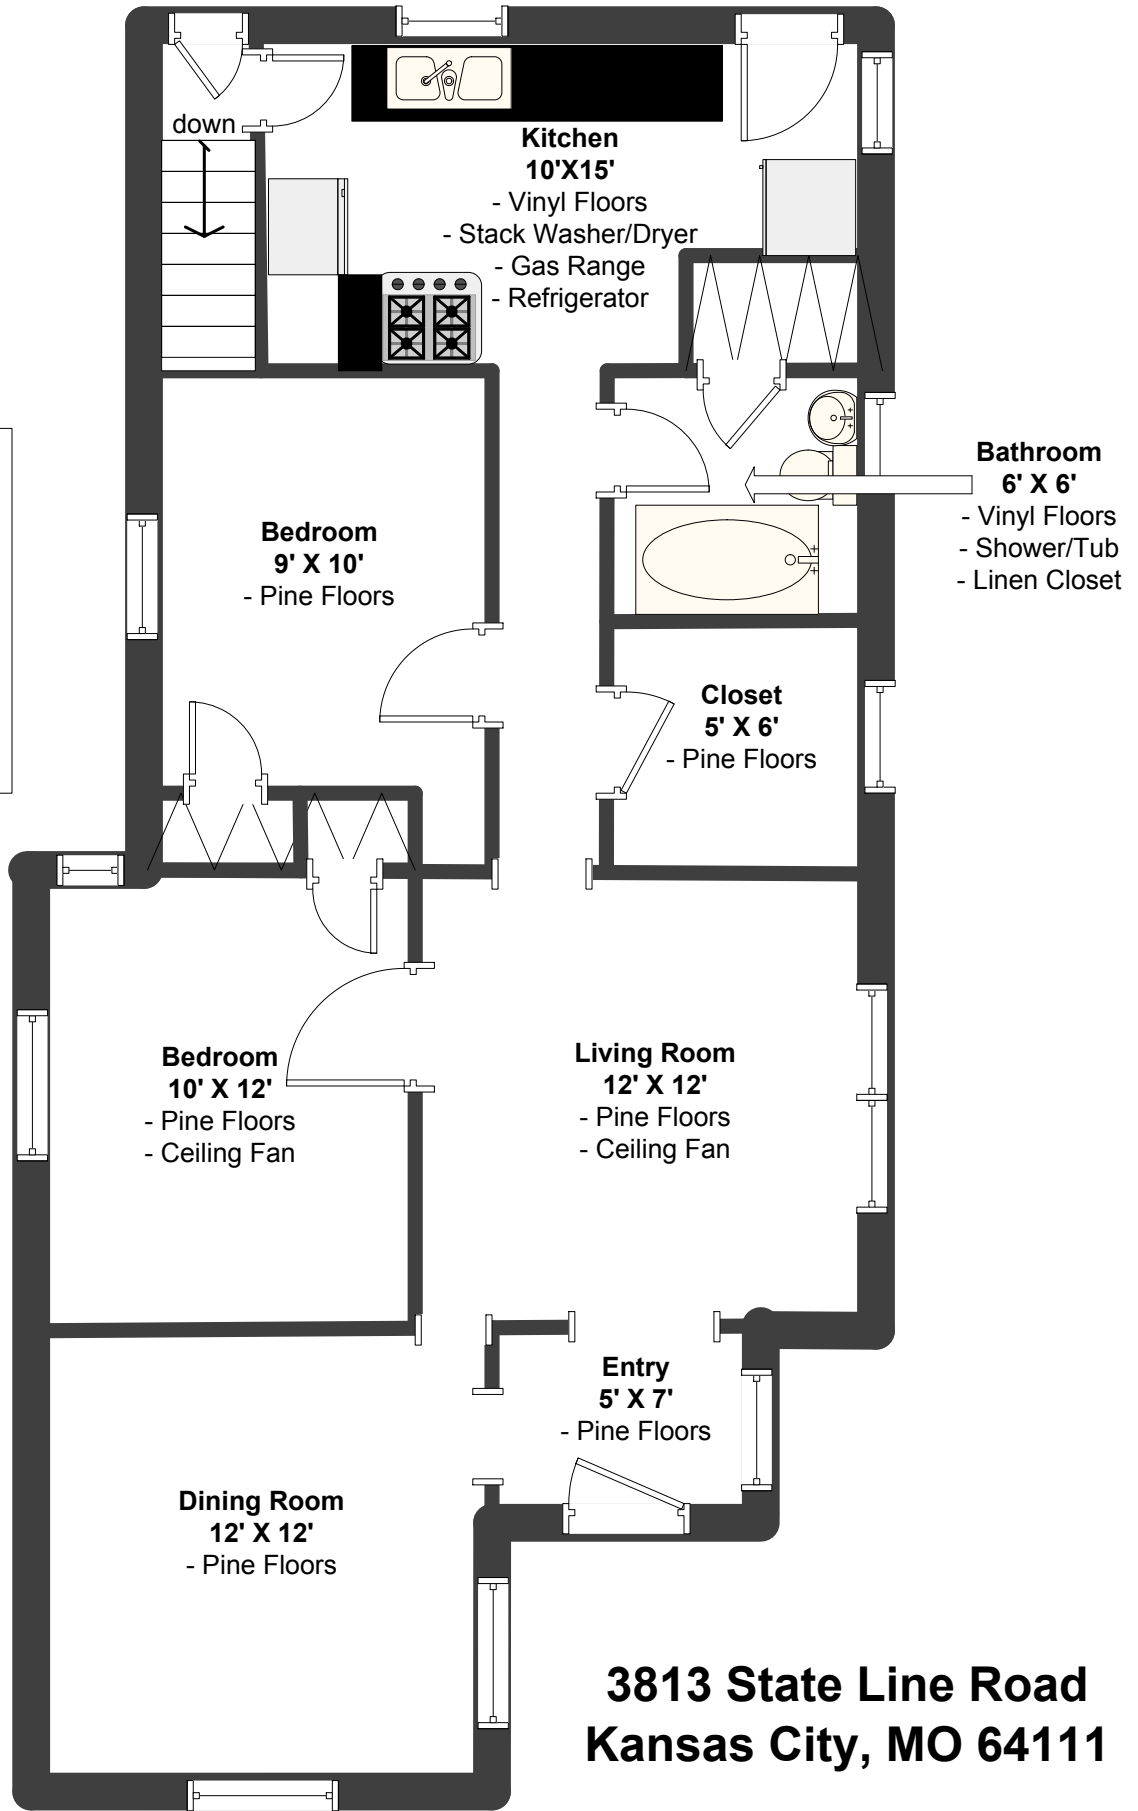 down
Kitchen
10'X15'
- Vinyl Floors
- Stack Washer/Dryer
- Gas Range
- Refrigerator
Bathroom
6' X 6'
- Vinyl Floors
- Shower/Tub
- Linen Closet
Bedroom
9' X 10'
- Pine Floors
Closet
5' X 6'
- Pine Floors
Bedroom
10' X 12'
- Pine Floors
- Ceiling Fan
Living Room
12' X 12'
- Pine Floors
- Ceiling Fan
Entry
5' X 7'
- Pine Floors
Dining Room
12' X 12'
- Pine Floors
3813 State Line Road
Kansas City, MO 64111